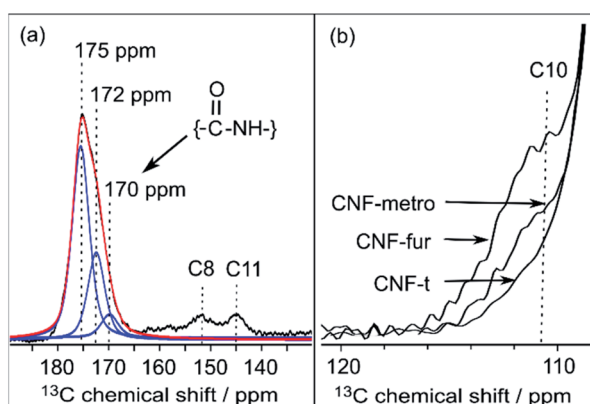 (a)
175 ppm
172 ppm
O
{-C-NH-}
170 ppm
C8 C11
180 170 160 150 140
¹³C chemical shift / ppm
(b)
C10
CNF-metro
CNF-fur
CNF-t
120 110
¹³C chemical shift / ppm